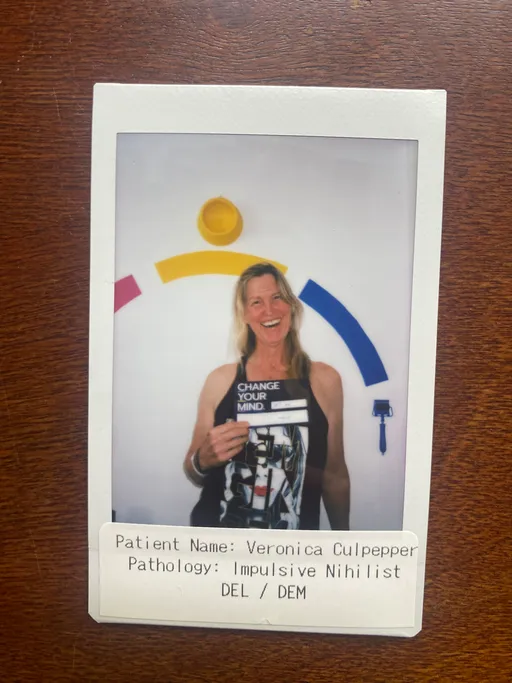 CHANGE
YOUR
MIND.
Patient Name: Veronica Culpepper
Pathology: Impulsive Nihilist
DEL / DEM